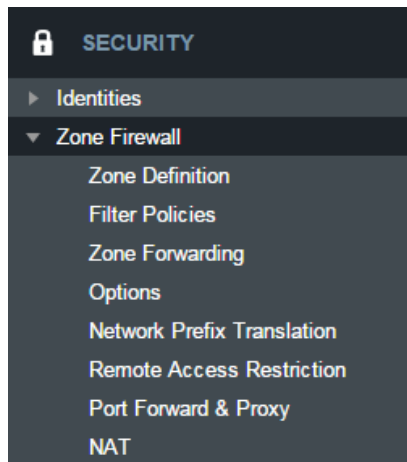 SECURITY
Identities
Zone Firewall
Zone Definition
Filter Policies
Zone Forwarding
Options
Network Prefix Translation
Remote Access Restriction
Port Forward & Proxy
NAT